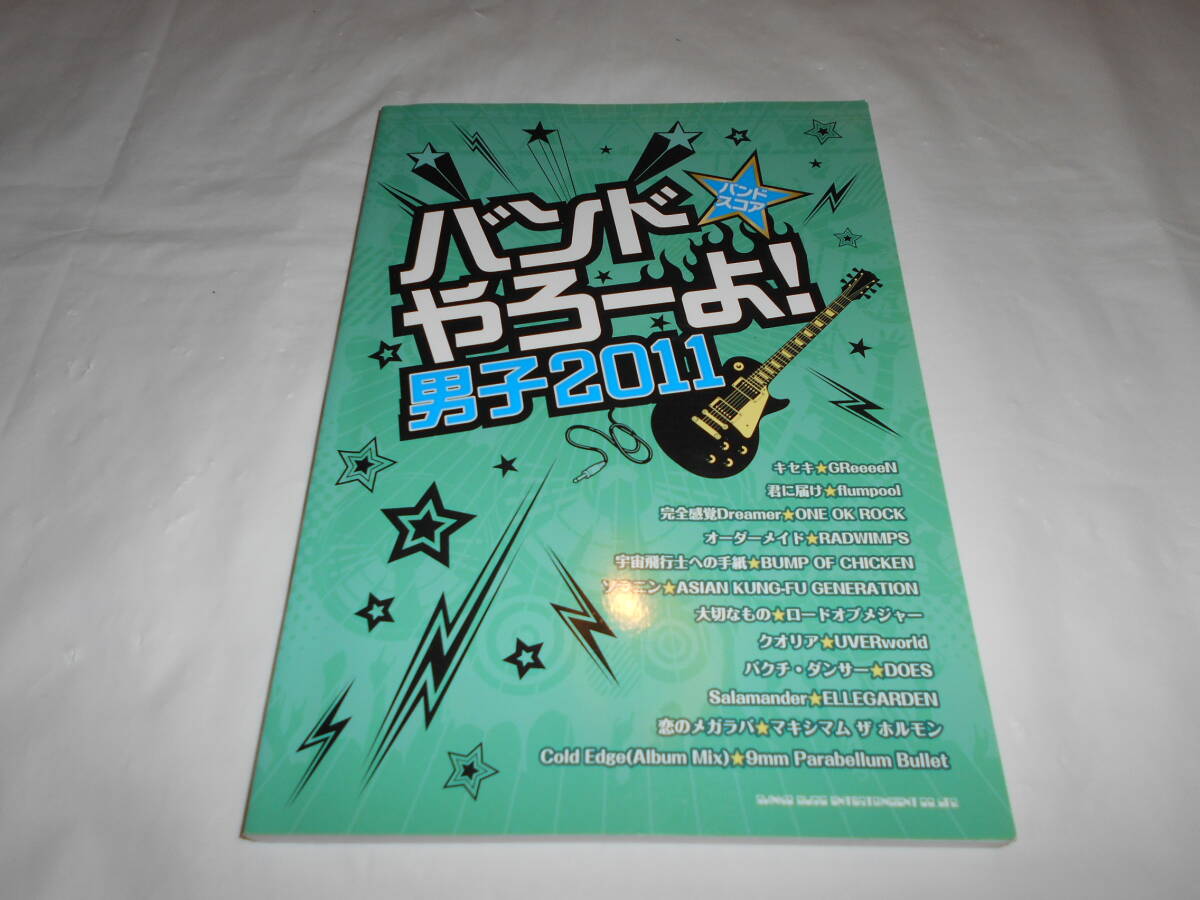 バンド
スコア
バンド
やろーよ!
男子2011
キセキ★GReeeeN
君に届け★flumpool
完全感覚Dreamer★ONE OK ROCK
オーダーメイド★RADWIMPS
宇宙飛行士への手紙★BUMP OF CHICKEN
ソラニン★ASIAN KUNG-FU GENERATION
大切なもの★ロードオブメジャー
クオリア★UVERworld
バクチ・ダンサー★DOES
Salamander★ELLEGARDEN
恋のメガラバ★マキシマム ザ ホルモン
Cold Edge(Album Mix)★9mm Parabellum Bullet
SHINKO MUSIC ENTERTAINMENT CO LTD